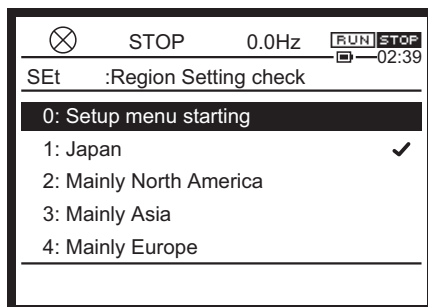 STOP 0.0Hz RUN STOP
02:39
SEt :Region Setting check
0: Setup menu starting
1: Japan
2: Mainly North America
3: Mainly Asia
4: Mainly Europe